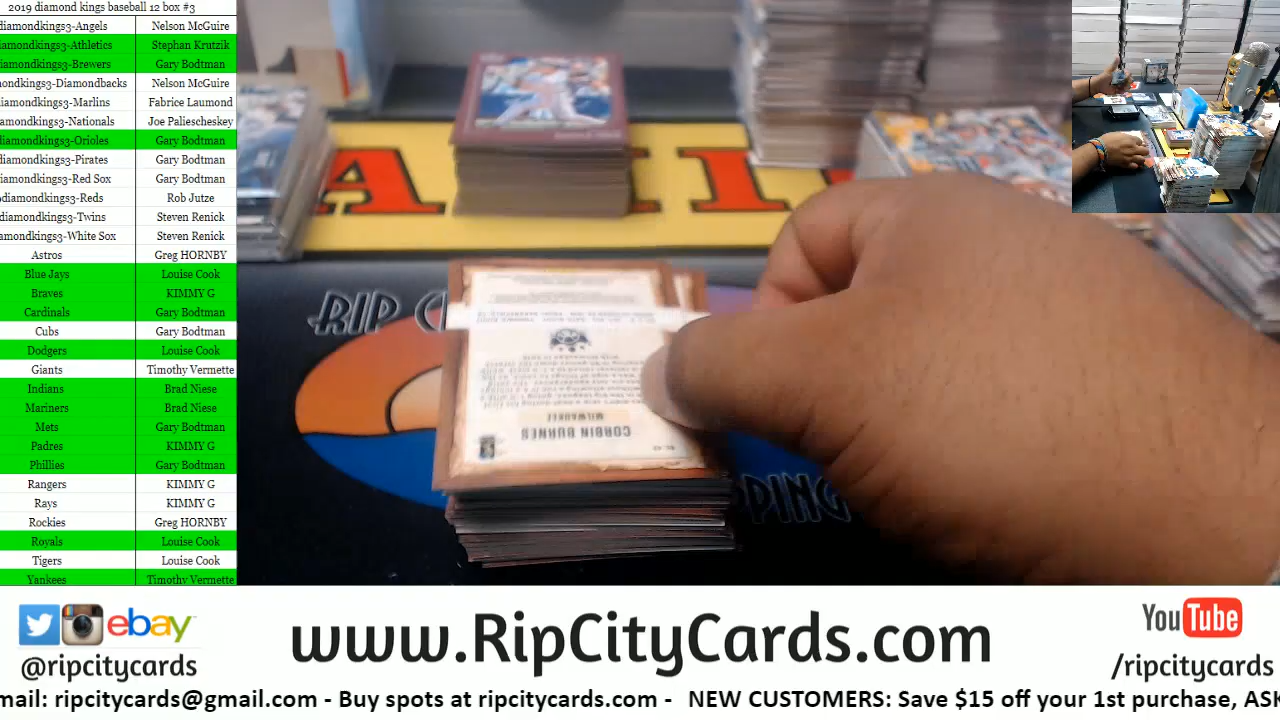 2019 diamond kings baseball 12 box #3
diamondkings3-Angels Nelson McGuire
iamondkings3-Athletics Stephan Krutzik
diamondkings3-Brewers Gary Bodtman
mondkings3-Diamondbacks Nelson McGuire
diamondkings3-Marlins Fabrice Laumond
iamondkings3-Nationals Joe Paliescheskey
diamondkings3-Orioles Gary Bodtman
diamondkings3-Pirates Gary Bodtman
diamondkings3-Red Sox Gary Bodtman
diamondkings3-Reds Rob Jutze
diamondkings3-Twins Steven Renick
amondkings3-White Sox Steven Renick
Astros Greg HORNBY
Blue Jays Louise Cook
Braves KIMMY G
Cardinals Gary Bodtman
Cubs Gary Bodtman
Dodgers Louise Cook
Giants Timothy Vermette
Indians Brad Niese
Mariners Brad Niese
Mets Gary Bodtman
Padres KIMMY G
Phillies Gary Bodtman
Rangers KIMMY G
Rays KIMMY G
Rockies Greg HORNBY
Royals Louise Cook
Tigers Louise Cook
Yankees Timothy Vermette
RIP C
PING
CORBIN BURNES
MILWAUKEE
ebay
@ripcitycards
www.RipCityCards.com
YouTube
/ripcitycards
mail: ripcitycards@gmail.com - Buy spots at ripcitycards.com - NEW CUSTOMERS: Save $15 off your 1st purchase, ASK